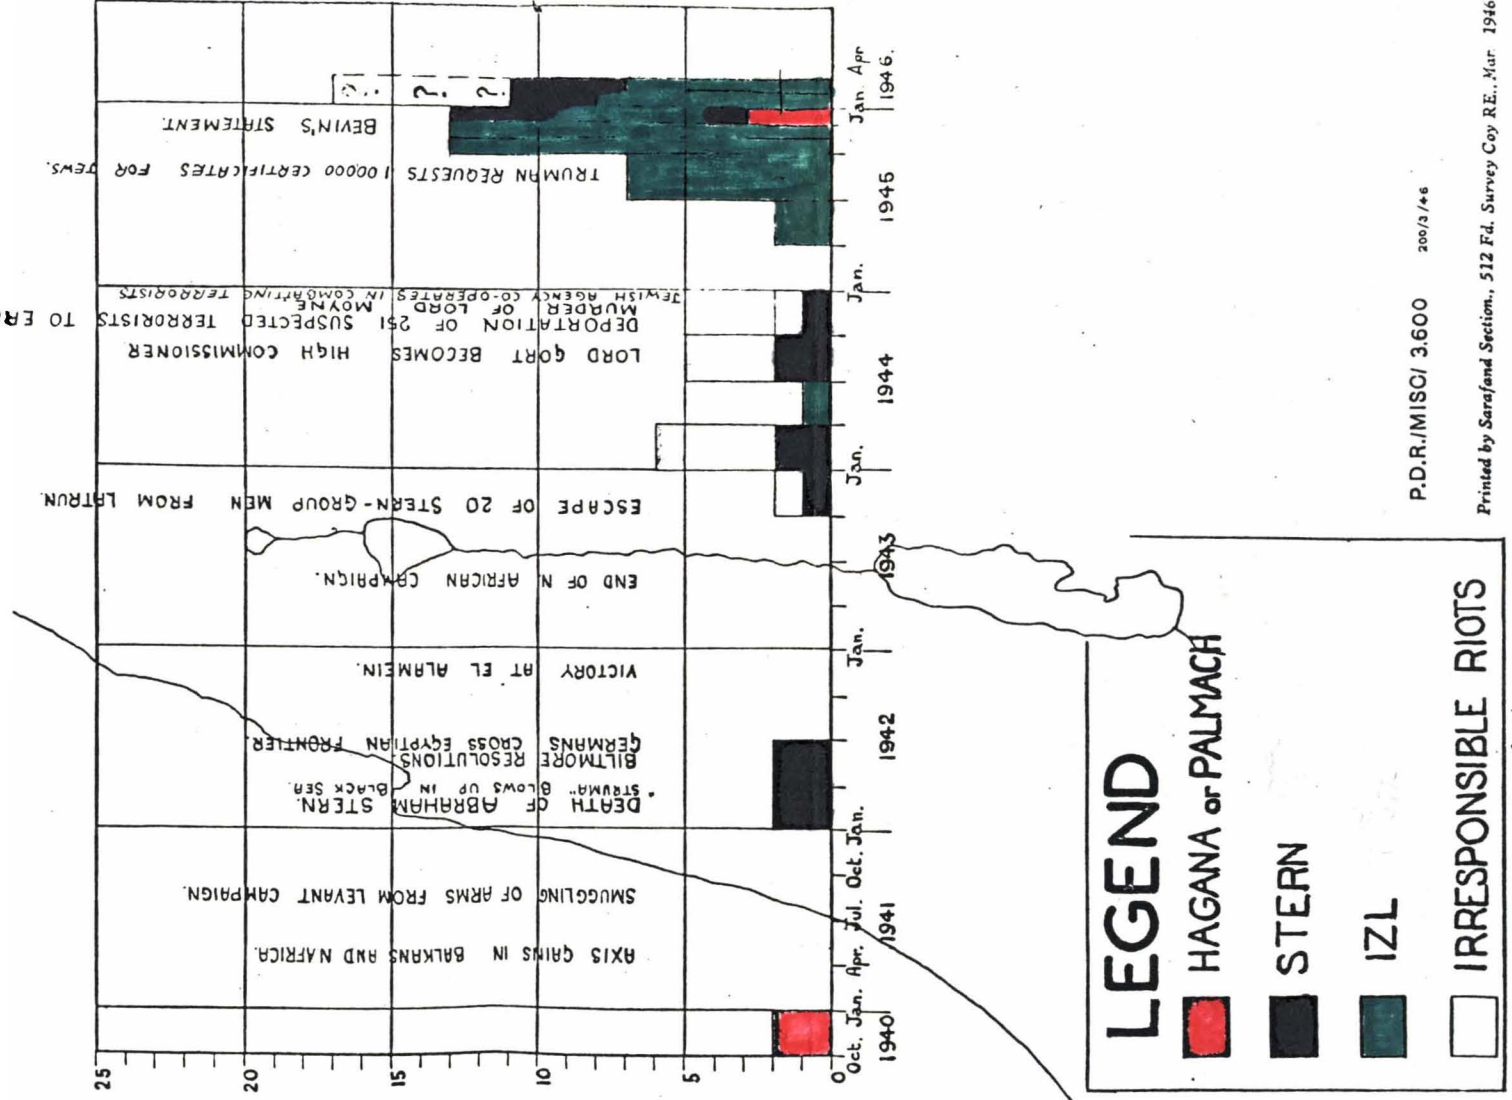 25
20
15
10
5
0
Oct. Jan. Apr. Jul. Oct. Jan. Jan. Jan. Jan. Jan. Apr
1940 1941 1942 1943 1944 1945 1946.
AXIS GAINS IN BALKANS AND N AFRICA.
SMUGGLING OF ARMS FROM LEVANT CAMPAIGN.
DEATH OF ABRAHAM STERN.
"STRUMA" BLOWS UP IN BLACK SEA.
BILTMORE RESOLUTIONS
GERMANS CROSS EGYPTIAN FRONTIER.
VICTORY AT EL ALAMEIN.
END OF N. AFRICAN CAMPAIGN.
ESCAPE OF 20 STERN-GROUP MEN FROM LATRUN.
LORD GORT BECOMES HIGH COMMISSIONER
DEPORTATION OF 251 SUSPECTED TERRORISTS TO
MURDER OF LORD MOYNE
JEWISH AGENCY CO-OPERATES IN COMBATTING TERRORISTS
TRUMAN REQUESTS 100,000 CERTIFICATES FOR JEWS.
BEVIN'S STATEMENT.
? ? ?
LEGEND
HAGANA or PALMACH
STERN
IZL
IRRESPONSIBLE RIOTS
P.D.R./MISC/ 3.600 200/3/46
Printed by Sarafand Section., 512 Fd. Survey Coy RE., Mar. 1946